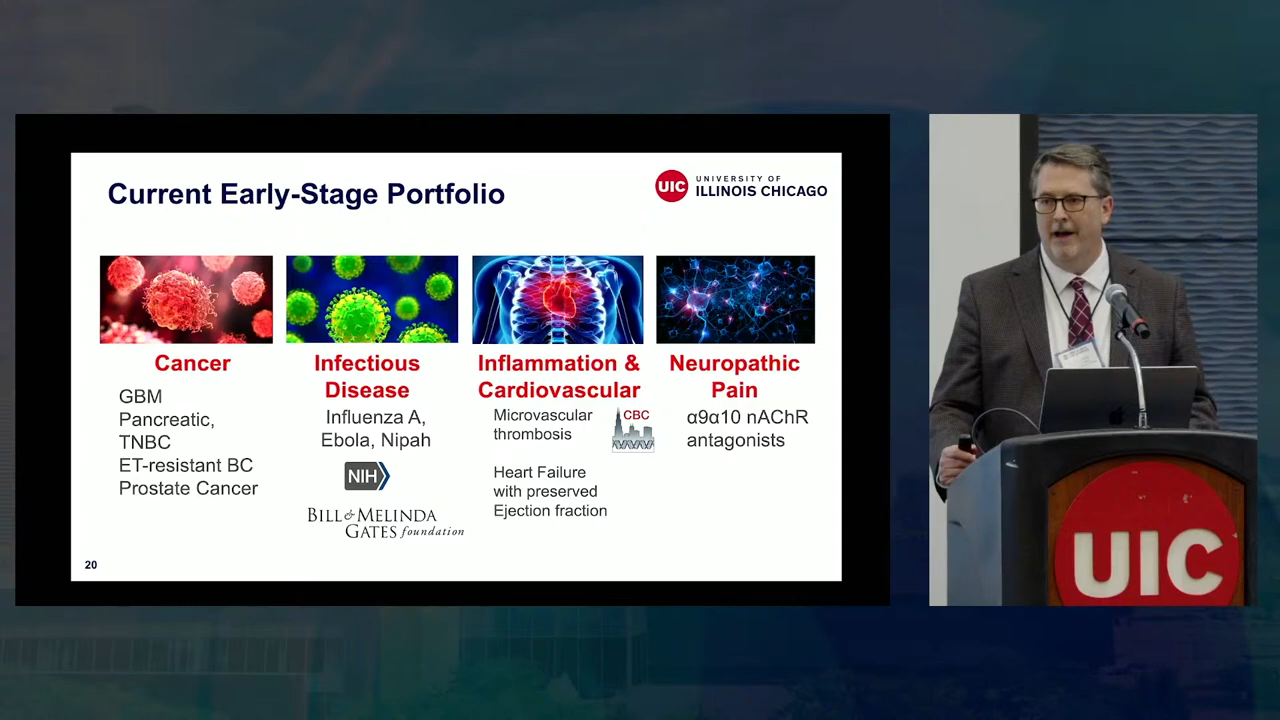 Current Early-Stage Portfolio
UIC
UNIVERSITY OF
ILLINOIS CHICAGO
Cancer
GBM
Pancreatic,
TNBC
ET-resistant BC
Prostate Cancer
Infectious
Disease
Influenza A,
Ebola, Nipah
NIH
BILL & MELINDA
GATES foundation
Inflammation &
Cardiovascular
Microvascular
thrombosis
CBC
Heart Failure
with preserved
Ejection fraction
Neuropathic
Pain
α9α10 nAChR
antagonists
20
UIC